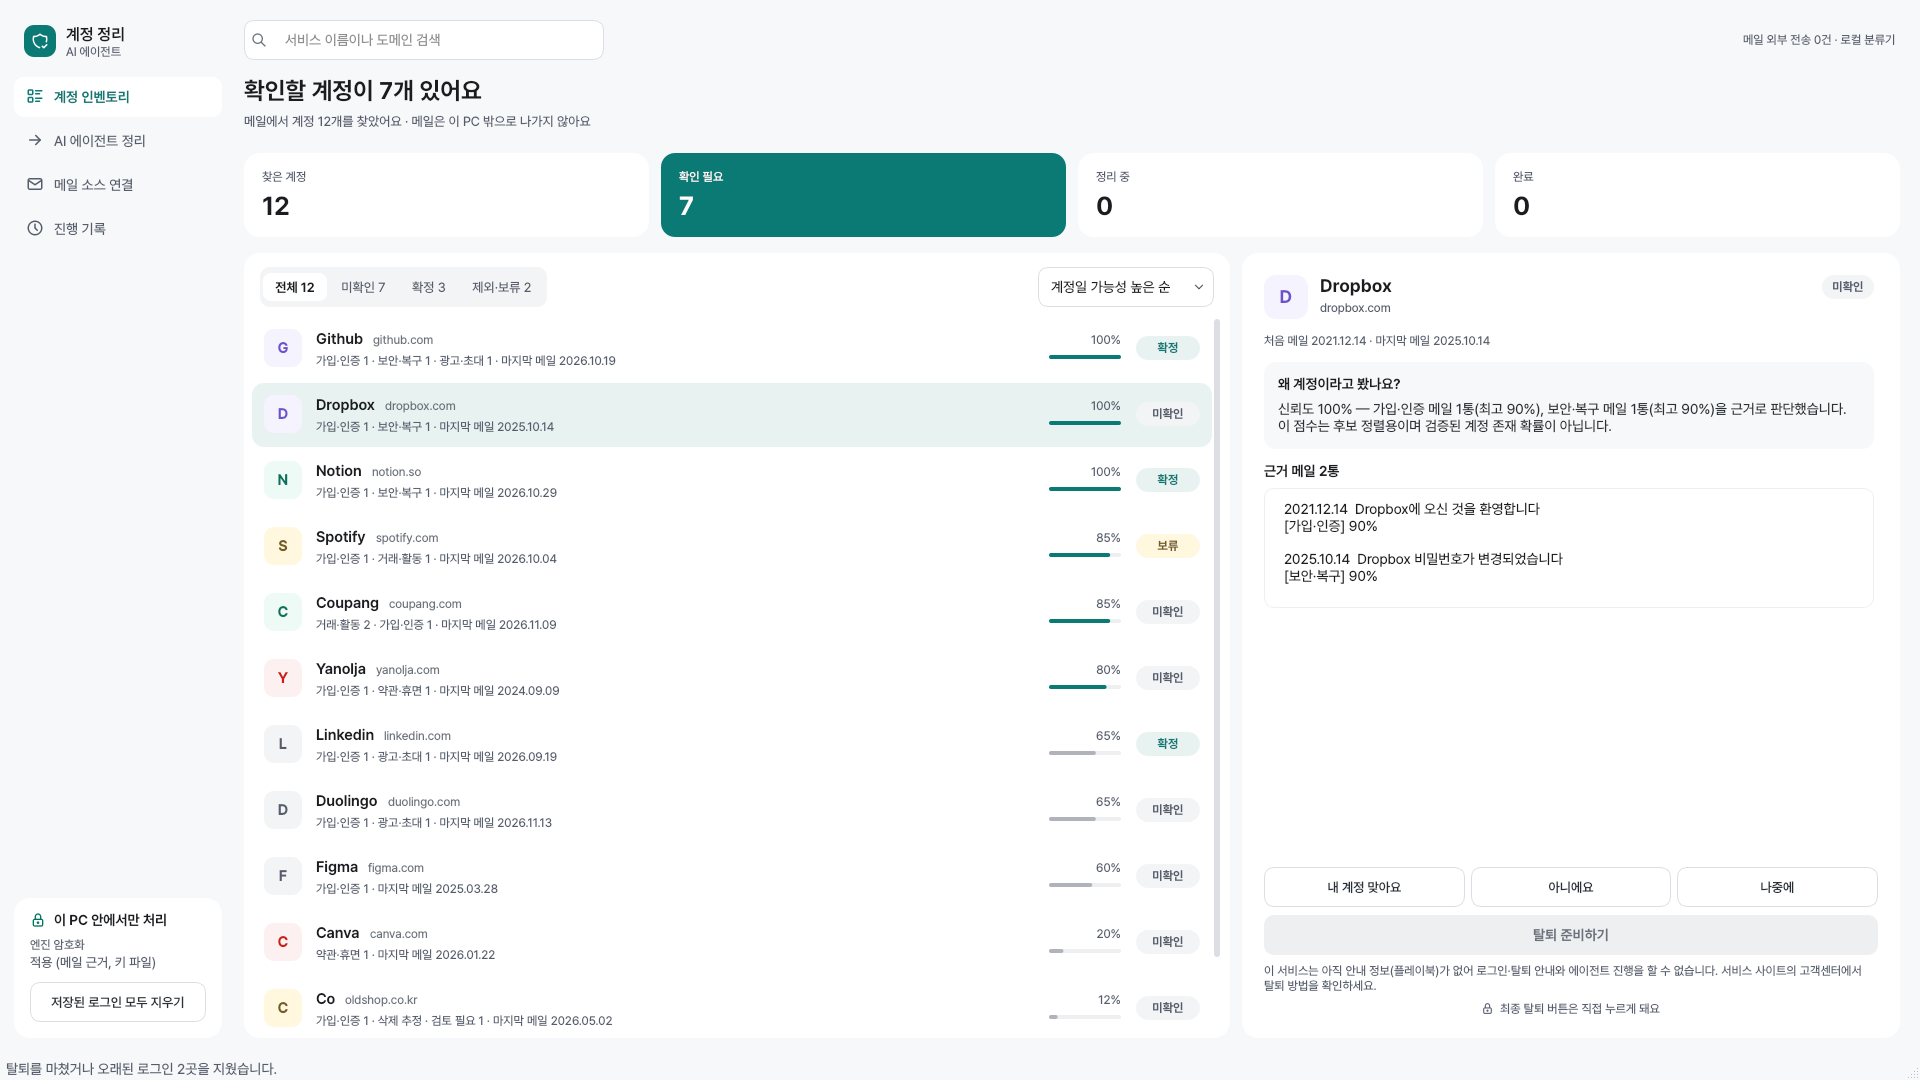 계정 정리
AI 에이전트
계정 인벤토리
AI 에이전트 정리
메일 소스 연결
진행 기록
이 PC 안에서만 처리
엔진 암호화
적용 (메일 근거, 키 파일)
저장된 로그인 모두 지우기
서비스 이름이나 도메인 검색
메일 외부 전송 0건 · 로컬 분류기
확인할 계정이 7개 있어요
메일에서 계정 12개를 찾았어요 · 메일은 이 PC 밖으로 나가지 않아요
찾은 계정
12
확인 필요
7
정리 중
0
완료
0
전체 12 미확인 7 확정 3 제외·보류 2
계정일 가능성 높은 순
G Github github.com 100% 확정
가입·인증 1 · 보안·복구 1 · 광고·초대 1 · 마지막 메일 2026.10.19
D Dropbox dropbox.com 100% 미확인
가입·인증 1 · 보안·복구 1 · 마지막 메일 2025.10.14
N Notion notion.so 100% 확정
가입·인증 1 · 보안·복구 1 · 마지막 메일 2026.10.29
S Spotify spotify.com 85% 보류
가입·인증 1 · 거래·활동 1 · 마지막 메일 2026.10.04
C Coupang coupang.com 85% 미확인
거래·활동 2 · 가입·인증 1 · 마지막 메일 2026.11.09
Y Yanolja yanolja.com 80% 미확인
가입·인증 1 · 약관·휴면 1 · 마지막 메일 2024.09.09
L Linkedin linkedin.com 65% 확정
가입·인증 1 · 광고·초대 1 · 마지막 메일 2026.09.19
D Duolingo duolingo.com 65% 미확인
가입·인증 1 · 광고·초대 1 · 마지막 메일 2026.11.13
F Figma figma.com 60% 미확인
가입·인증 1 · 마지막 메일 2025.03.28
C Canva canva.com 20% 미확인
약관·휴면 1 · 마지막 메일 2026.01.22
C Co oldshop.co.kr 12% 미확인
가입·인증 1 · 삭제 추정 · 검토 필요 1 · 마지막 메일 2026.05.02
D Dropbox 미확인
dropbox.com
처음 메일 2021.12.14 · 마지막 메일 2025.10.14
왜 계정이라고 봤나요?
신뢰도 100% — 가입·인증 메일 1통(최고 90%), 보안·복구 메일 1통(최고 90%)을 근거로 판단했습니다.
이 점수는 후보 정렬용이며 검증된 계정 존재 확률이 아닙니다.
근거 메일 2통
2021.12.14 Dropbox에 오신 것을 환영합니다
[가입·인증] 90%
2025.10.14 Dropbox 비밀번호가 변경되었습니다
[보안·복구] 90%
내 계정 맞아요
아니에요
나중에
탈퇴 준비하기
이 서비스는 아직 안내 정보(플레이북)가 없어 로그인·탈퇴 안내와 에이전트 진행을 할 수 없습니다. 서비스 사이트의 고객센터에서
탈퇴 방법을 확인하세요.
최종 탈퇴 버튼은 직접 누르게 돼요
탈퇴를 마쳤거나 오래된 로그인 2곳을 지웠습니다.